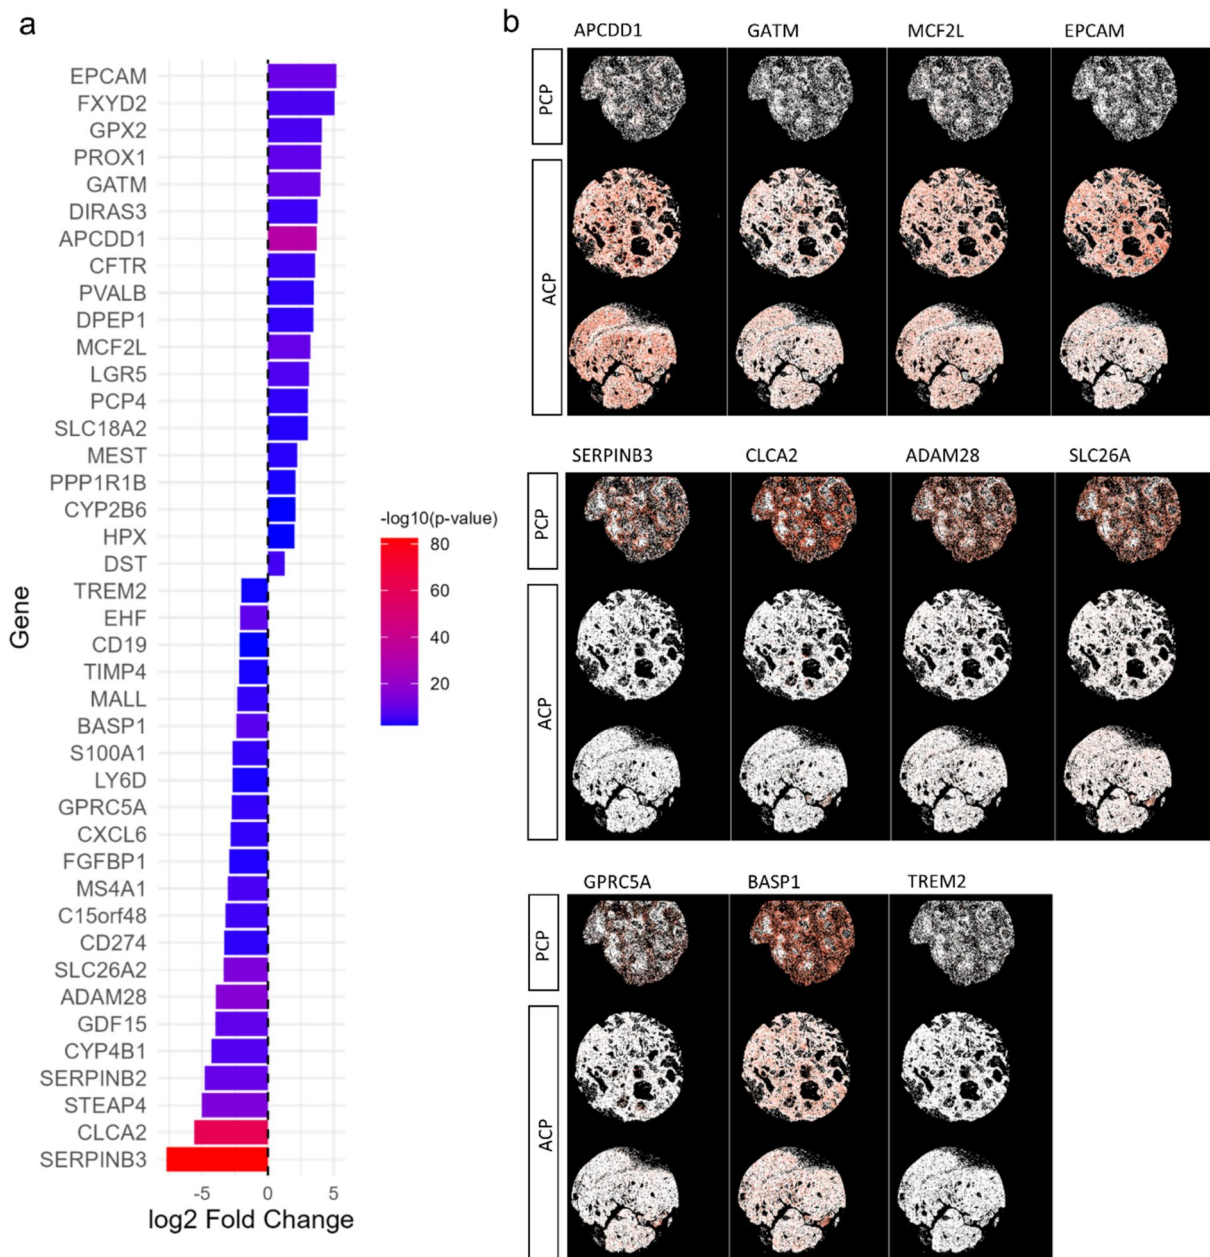 a
EPCAM
FXYD2
GPX2
PROX1
GATM
DIRAS3
APCDD1
CFTR
PVALB
DPEP1
MCF2L
LGR5
PCP4
SLC18A2
MEST
PPP1R1B
CYP2B6
HPX
DST
TREM2
EHF
CD19
TIMP4
MALL
BASP1
S100A1
LY6D
GPRC5A
CXCL6
FGFBP1
MS4A1
C15orf48
CD274
SLC26A2
ADAM28
GDF15
CYP4B1
SERPINB2
STEAP4
CLCA2
SERPINB3
Gene
-5 0 5
log2 Fold Change
-log10(p-value)
80
60
40
20
b
APCDD1 GATM MCF2L EPCAM
PCP
ACP
SERPINB3 CLCA2 ADAM28 SLC26A
PCP
ACP
GPRC5A BASP1 TREM2
PCP
ACP